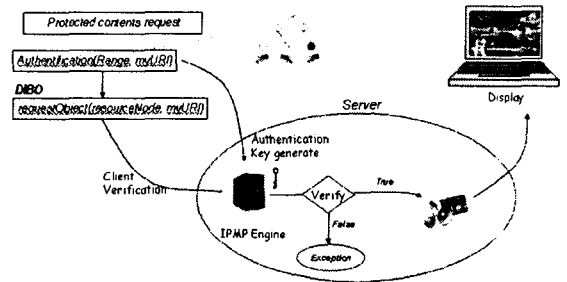 Protected contents request
Authentification(Range, myURI)
DIBO
requestObject(resourceNode, myURI)
Server
Display
Authentication
Key generate
Client
Verification
Verify
True
False
IPMP Engine
Exception